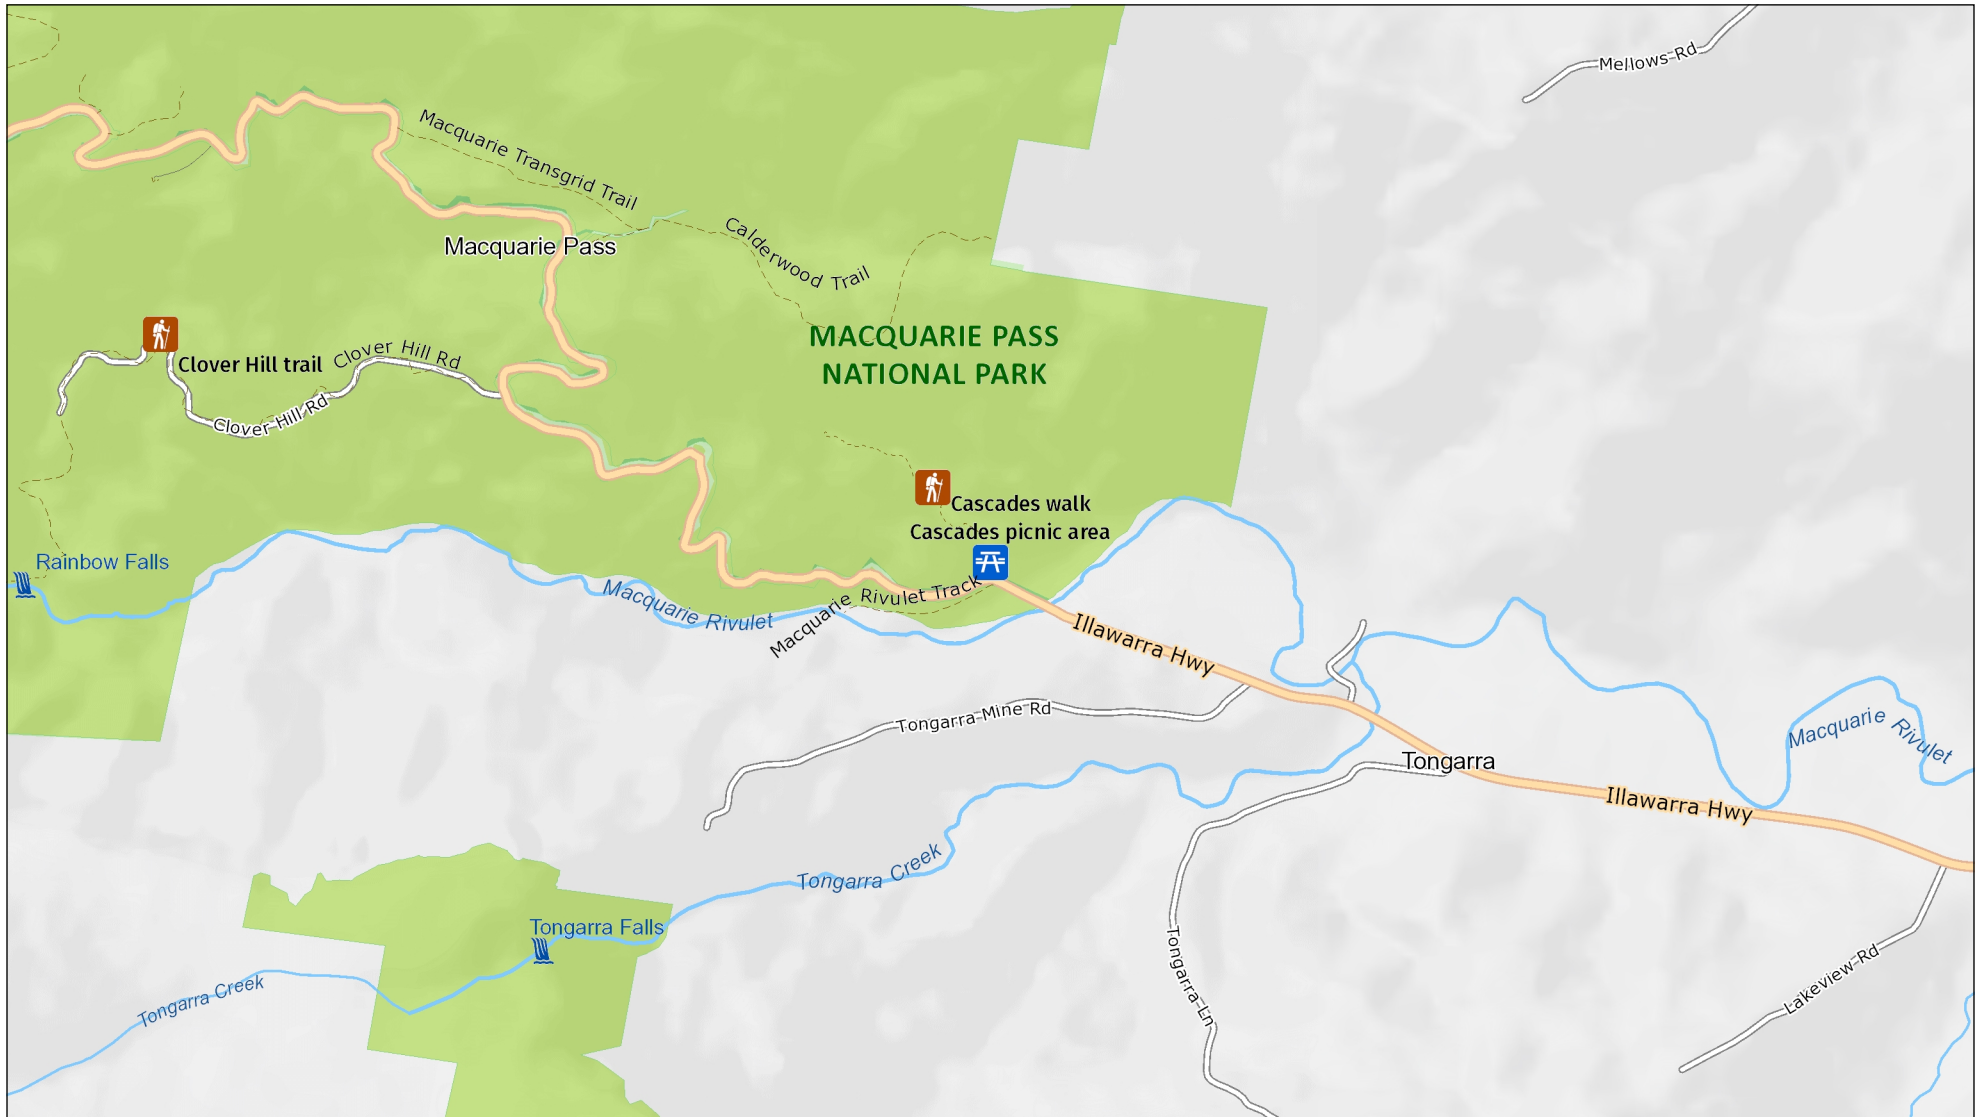 Mellows Rd
Macquarie Transgrid Trail
Calderwood Trail
Macquarie Pass
MACQUARIE PASS
NATIONAL PARK
Clover Hill Rd
Clover Hill trail
Clover Hill Rd
Cascades walk
Cascades picnic area
Rainbow Falls
Macquarie Rivulet
Macquarie Rivulet Track
Illawarra Hwy
Tongarra Mine Rd
Macquarie Rivulet
Tongarra
Illawarra Hwy
Tongarra Creek
Tongarra Falls
Tongarra Ln
Lakeview Rd
Tongarra Creek